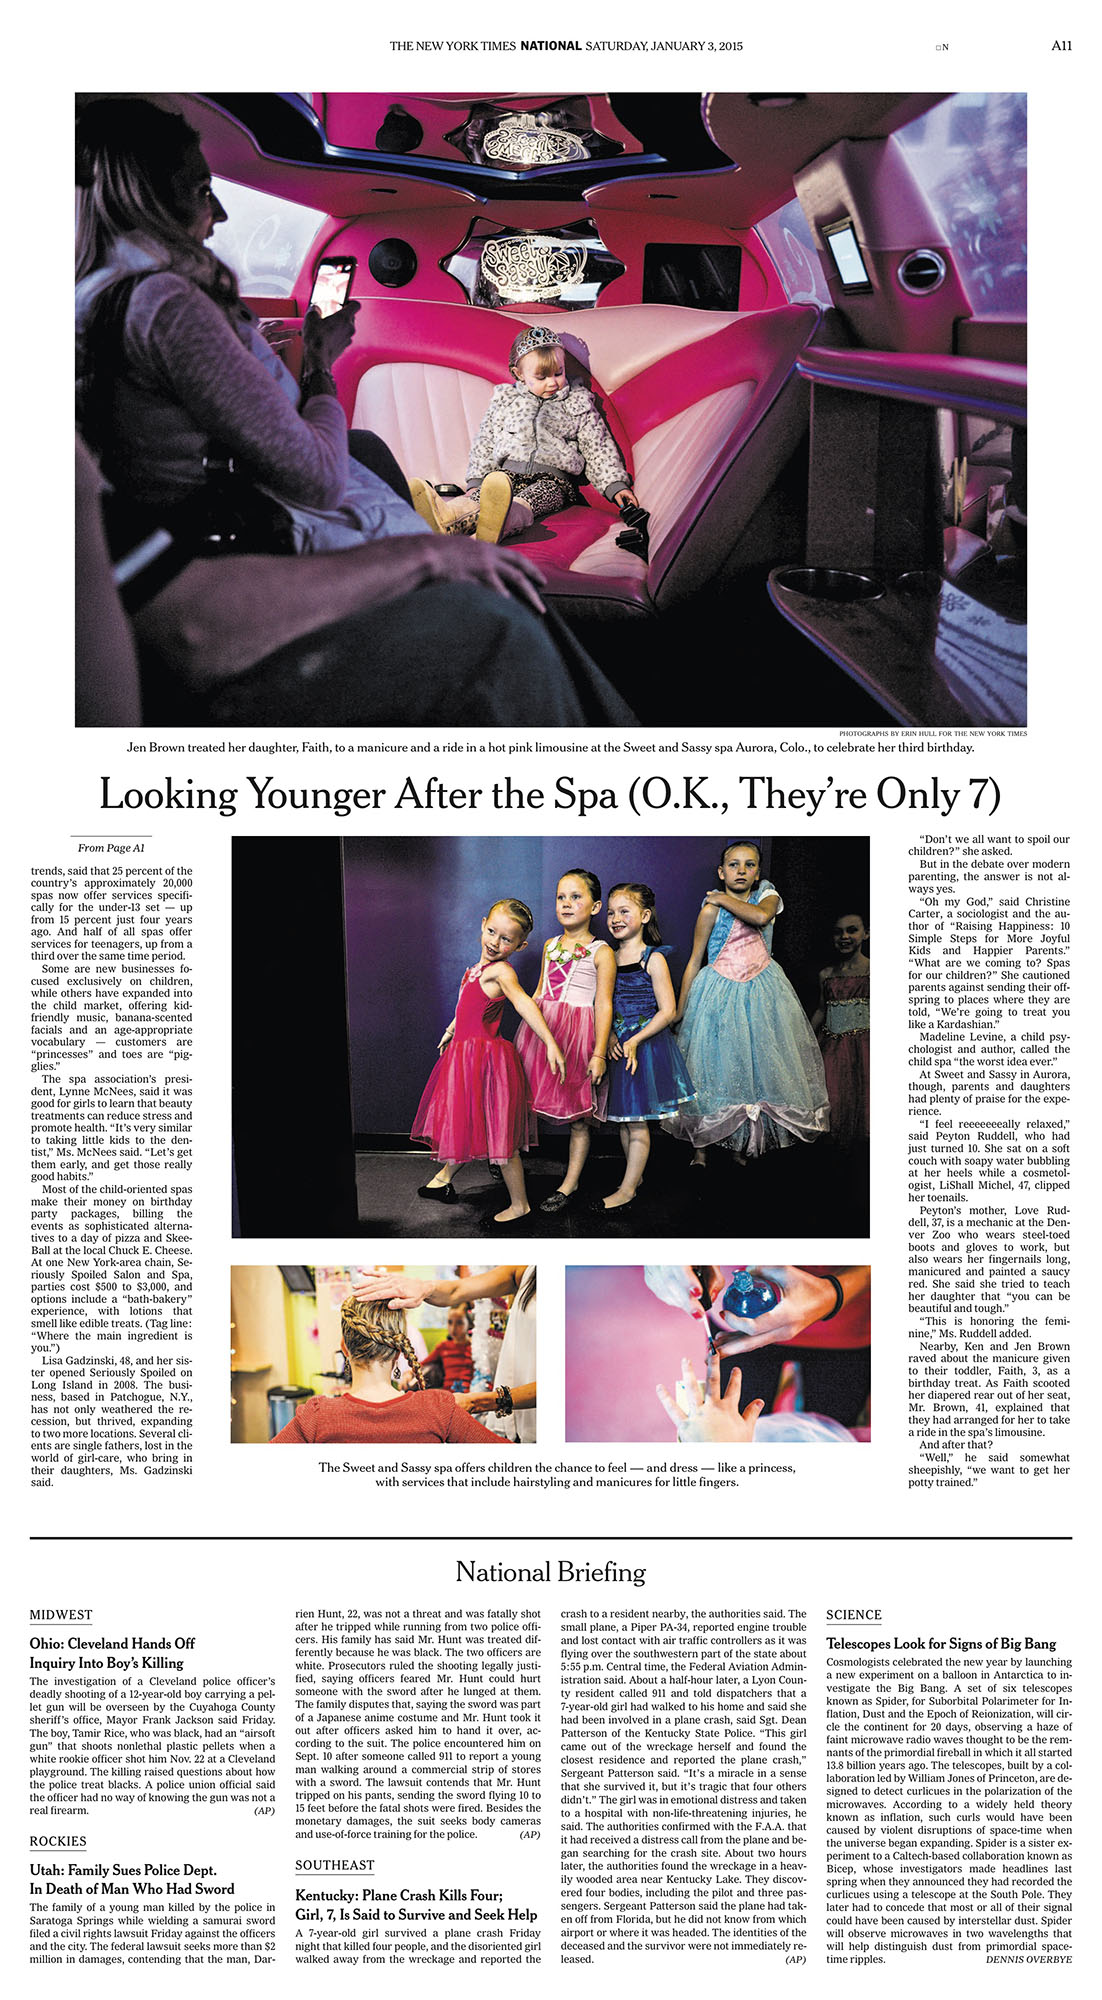 THE NEW YORK TIMES NATIONAL SATURDAY, JANUARY 3, 2015
N
A11
Sweet & Sassy
PHOTOGRAPHS BY ERIN HULL FOR THE NEW YORK TIMES
Jen Brown treated her daughter, Faith, to a manicure and a ride in a hot pink limousine at the Sweet and Sassy spa Aurora, Colo., to celebrate her third birthday.
Looking Younger After the Spa (O.K., They’re Only 7)
From Page A1
trends, said that 25 percent of the
country’s approximately 20,000
spas now offer services specifi-
cally for the under-13 set — up
from 15 percent just four years
ago. And half of all spas offer
services for teenagers, up from a
third over the same time period.
Some are new businesses fo-
cused exclusively on children,
while others have expanded into
the child market, offering kid-
friendly music, banana-scented
facials and an age-appropriate
vocabulary — customers are
“princesses” and toes are “pig-
glies.”
The spa association’s presi-
dent, Lynne McNees, said it was
good for girls to learn that beauty
treatments can reduce stress and
promote health. “It’s very similar
to taking little kids to the den-
tist,” Ms. McNees said. “Let’s get
them early, and get those really
good habits.”
Most of the child-oriented spas
make their money on birthday
party packages, billing the
events as sophisticated alterna-
tives to a day of pizza and Skee-
Ball at the local Chuck E. Cheese.
At one New York-area chain, Se-
riously Spoiled Salon and Spa,
parties cost $500 to $3,000, and
options include a “bath-bakery”
experience, with lotions that
smell like edible treats. (Tag line:
“Where the main ingredient is
you.”)
Lisa Gadzinski, 48, and her sis-
ter opened Seriously Spoiled on
Long Island in 2008. The busi-
ness, based in Patchogue, N.Y.,
has not only weathered the re-
cession, but thrived, expanding
to two more locations. Several cli-
ents are single fathers, lost in the
world of girl-care, who bring in
their daughters, Ms. Gadzinski
said.
The Sweet and Sassy spa offers children the chance to feel — and dress — like a princess,
with services that include hairstyling and manicures for little fingers.
“Don’t we all want to spoil our
children?” she asked.
But in the debate over modern
parenting, the answer is not al-
ways yes.
“Oh my God,” said Christine
Carter, a sociologist and the au-
thor of “Raising Happiness: 10
Simple Steps for More Joyful
Kids and Happier Parents.”
“What are we coming to? Spas
for our children?” She cautioned
parents against sending their off-
spring to places where they are
told, “We’re going to treat you
like a Kardashian.”
Madeline Levine, a child psy-
chologist and author, called the
child spa “the worst idea ever.”
At Sweet and Sassy in Aurora,
though, parents and daughters
had plenty of praise for the expe-
rience.
“I feel reeeeeeeally relaxed,”
said Peyton Ruddell, who had
just turned 10. She sat on a soft
couch with soapy water bubbling
at her heels while a cosmetol-
ogist, LiShall Michel, 47, clipped
her toenails.
Peyton’s mother, Love Rud-
dell, 37, is a mechanic at the Den-
ver Zoo who wears steel-toed
boots and gloves to work, but
also wears her fingernails long,
manicured and painted a saucy
red. She said she tried to teach
her daughter that “you can be
beautiful and tough.”
“This is honoring the femi-
nine,” Ms. Ruddell added.
Nearby, Ken and Jen Brown
raved about the manicure given
to their toddler, Faith, 3, as a
birthday treat. As Faith scooted
her diapered rear out of her seat,
Mr. Brown, 41, explained that
they had arranged for her to take
a ride in the spa’s limousine.
And after that?
“Well,” he said somewhat
sheepishly, “we want to get her
potty trained.”
National Briefing
MIDWEST
Ohio: Cleveland Hands Off
Inquiry Into Boy’s Killing
The investigation of a Cleveland police officer’s
deadly shooting of a 12-year-old boy carrying a pel-
let gun will be overseen by the Cuyahoga County
sheriff’s office, Mayor Frank Jackson said Friday.
The boy, Tamir Rice, who was black, had an “airsoft
gun” that shoots nonlethal plastic pellets when a
white rookie officer shot him Nov. 22 at a Cleveland
playground. The killing raised questions about how
the police treat blacks. A police union official said
the officer had no way of knowing the gun was not a
real firearm. (AP)
ROCKIES
Utah: Family Sues Police Dept.
In Death of Man Who Had Sword
The family of a young man killed by the police in
Saratoga Springs while wielding a samurai sword
filed a civil rights lawsuit Friday against the officers
and the city. The federal lawsuit seeks more than $2
million in damages, contending that the man, Dar-
rien Hunt, 22, was not a threat and was fatally shot
after he tripped while running from two police offi-
cers. His family has said Mr. Hunt was treated dif-
ferently because he was black. The two officers are
white. Prosecutors ruled the shooting legally justi-
fied, saying officers feared Mr. Hunt could hurt
someone with the sword after he lunged at them.
The family disputes that, saying the sword was part
of a Japanese anime costume and Mr. Hunt took it
out after officers asked him to hand it over, ac-
cording to the suit. The police encountered him on
Sept. 10 after someone called 911 to report a young
man walking around a commercial strip of stores
with a sword. The lawsuit contends that Mr. Hunt
tripped on his pants, sending the sword flying 10 to
15 feet before the fatal shots were fired. Besides the
monetary damages, the suit seeks body cameras
and use-of-force training for the police. (AP)
SOUTHEAST
Kentucky: Plane Crash Kills Four;
Girl, 7, Is Said to Survive and Seek Help
A 7-year-old girl survived a plane crash Friday
night that killed four people, and the disoriented girl
walked away from the wreckage and reported the
crash to a resident nearby, the authorities said. The
small plane, a Piper PA-34, reported engine trouble
and lost contact with air traffic controllers as it was
flying over the southwestern part of the state about
5:55 p.m. Central time, the Federal Aviation Admin-
istration said. About a half-hour later, a Lyon Coun-
ty resident called 911 and told dispatchers that a
7-year-old girl had walked to his home and said she
had been involved in a plane crash, said Sgt. Dean
Patterson of the Kentucky State Police. “This girl
came out of the wreckage herself and found the
closest residence and reported the plane crash,”
Sergeant Patterson said. “It’s a miracle in a sense
that she survived it, but it’s tragic that four others
didn’t.” The girl was in emotional distress and taken
to a hospital with non-life-threatening injuries, he
said. The authorities confirmed with the F.A.A. that
it had received a distress call from the plane and be-
gan searching for the crash site. About two hours
later, the authorities found the wreckage in a heav-
ily wooded area near Kentucky Lake. They discov-
ered four bodies, including the pilot and three pas-
sengers. Sergeant Patterson said the plane had tak-
en off from Florida, but he did not know from which
airport or where it was headed. The identities of the
deceased and the survivor were not immediately re-
leased. (AP)
SCIENCE
Telescopes Look for Signs of Big Bang
Cosmologists celebrated the new year by launching
a new experiment on a balloon in Antarctica to in-
vestigate the Big Bang. A set of six telescopes
known as Spider, for Suborbital Polarimeter for In-
flation, Dust and the Epoch of Reionization, will cir-
cle the continent for 20 days, observing a haze of
faint microwave radio waves thought to be the rem-
nants of the primordial fireball in which it all started
13.8 billion years ago. The telescopes, built by a col-
laboration led by William Jones of Princeton, are de-
signed to detect curlicues in the polarization of the
microwaves. According to a widely held theory
known as inflation, such curls would have been
caused by violent disruptions of space-time when
the universe began expanding. Spider is a sister ex-
periment to a Caltech-based collaboration known as
Bicep, whose investigators made headlines last
spring when they announced they had recorded the
curlicues using a telescope at the South Pole. They
later had to concede that most or all of their signal
could have been caused by interstellar dust. Spider
will observe microwaves in two wavelengths that
will help distinguish dust from primordial space-
time ripples. DENNIS OVERBYE